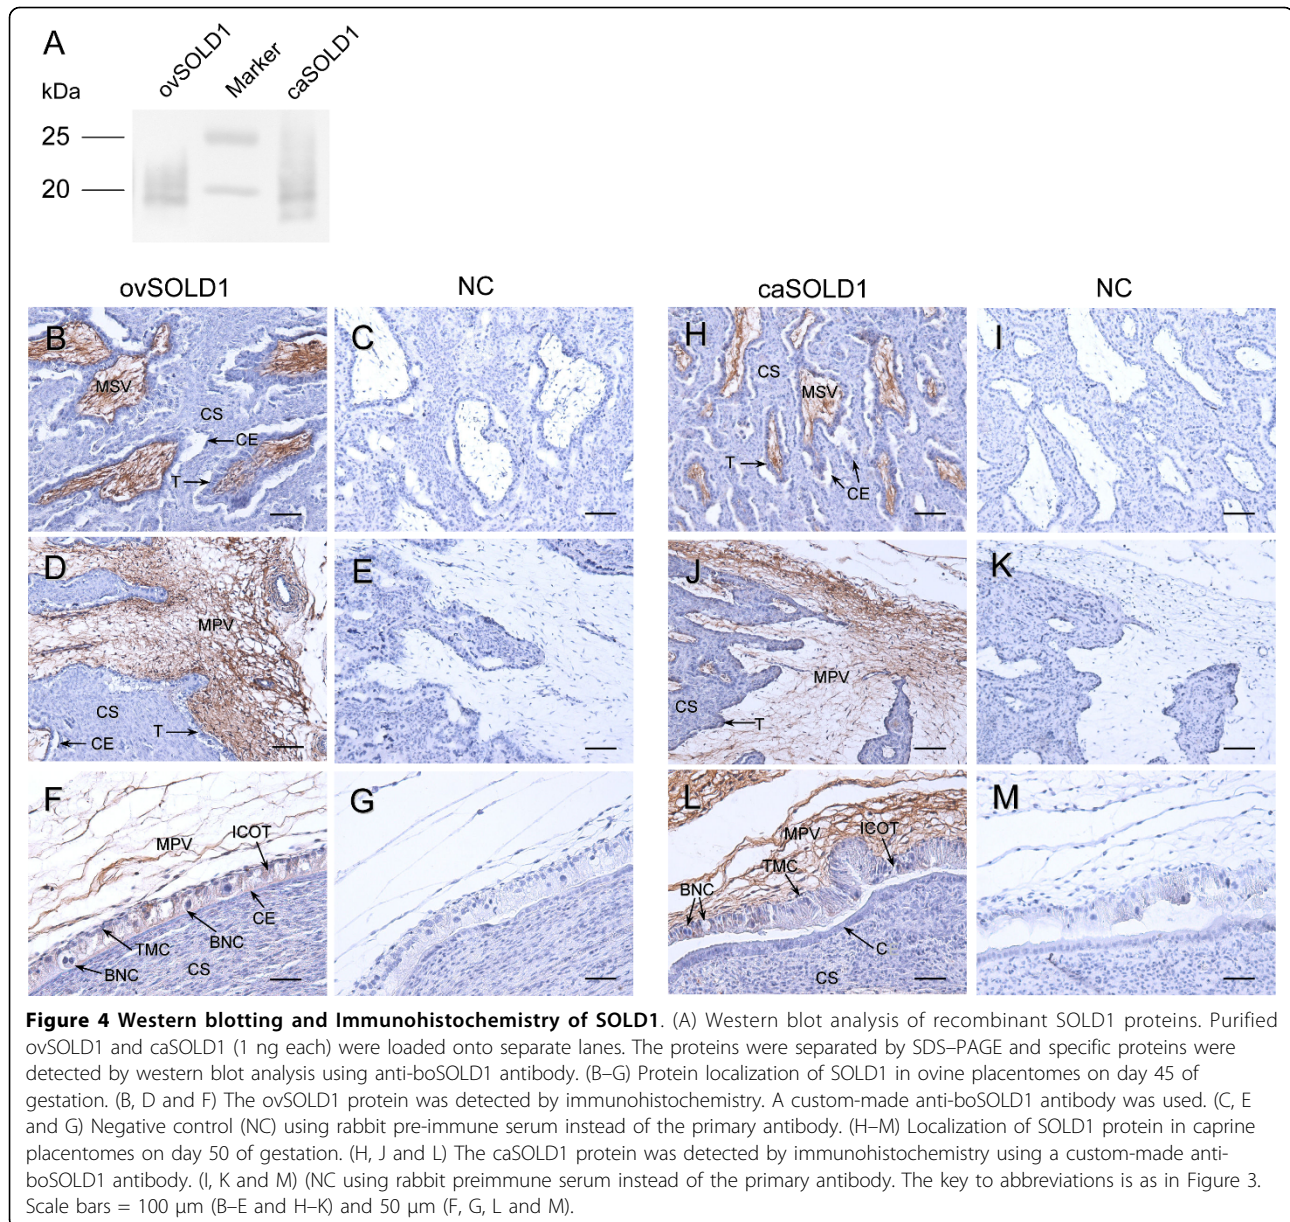 A
ovSOLD1
Marker
caSOLD1
kDa
25
20
ovSOLD1
NC
caSOLD1
NC
B
MSV
CS
CE
T
C
H
CS
MSV
T
CE
I
D
MPV
CS
CE
T
E
J
MPV
CS
T
K
F
MPV
ICOT
CE
BNC
TMC
BNC
CS
G
L
MPV
ICOT
TMC
BNC
C
CS
M
Figure 4 Western blotting and Immunohistochemistry of SOLD1. (A) Western blot analysis of recombinant SOLD1 proteins. Purified
ovSOLD1 and caSOLD1 (1 ng each) were loaded onto separate lanes. The proteins were separated by SDS–PAGE and specific proteins were
detected by western blot analysis using anti-boSOLD1 antibody. (B–G) Protein localization of SOLD1 in ovine placentomes on day 45 of
gestation. (B, D and F) The ovSOLD1 protein was detected by immunohistochemistry. A custom-made anti-boSOLD1 antibody was used. (C, E
and G) Negative control (NC) using rabbit pre-immune serum instead of the primary antibody. (H–M) Localization of SOLD1 protein in caprine
placentomes on day 50 of gestation. (H, J and L) The caSOLD1 protein was detected by immunohistochemistry using a custom-made anti-
boSOLD1 antibody. (I, K and M) (NC using rabbit preimmune serum instead of the primary antibody. The key to abbreviations is as in Figure 3.
Scale bars = 100 μm (B–E and H–K) and 50 μm (F, G, L and M).